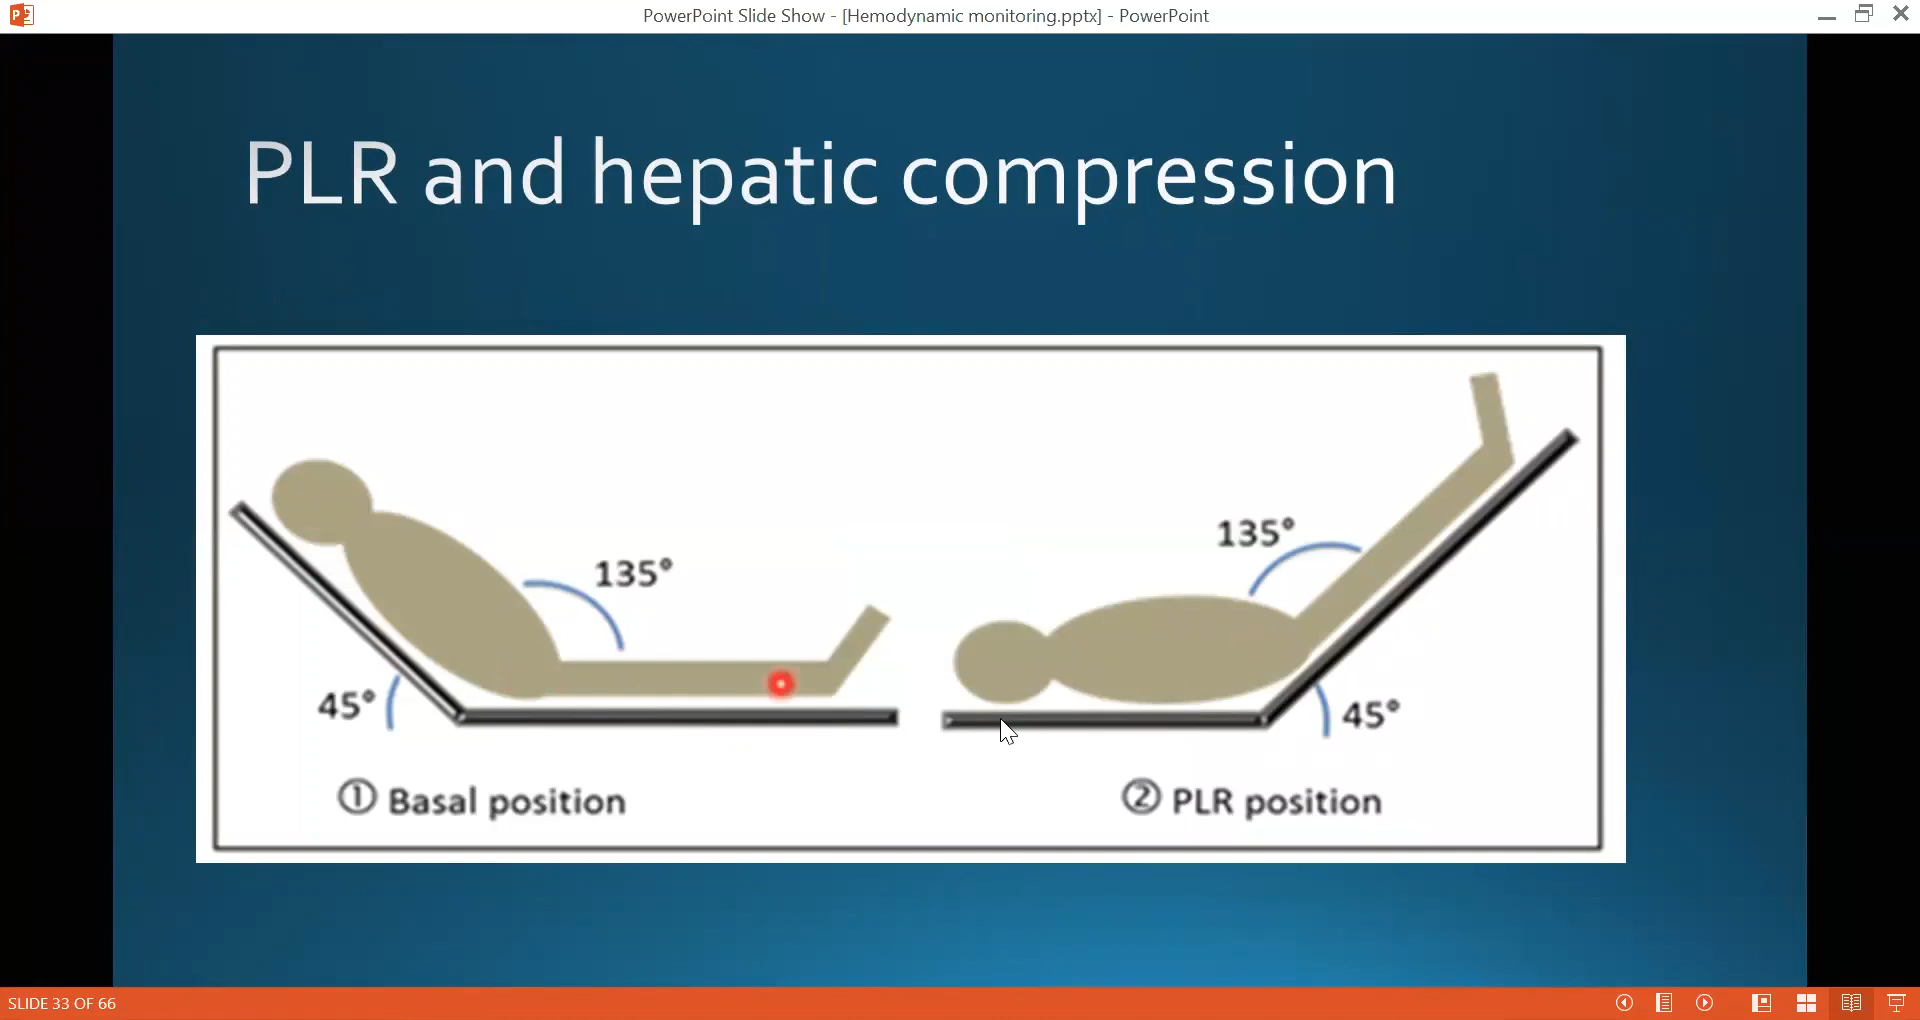 PowerPoint Slide Show - [Hemodynamic monitoring.pptx] - PowerPoint
PLR and hepatic compression
135°
45°
① Basal position
135°
45°
② PLR position
SLIDE 33 OF 66